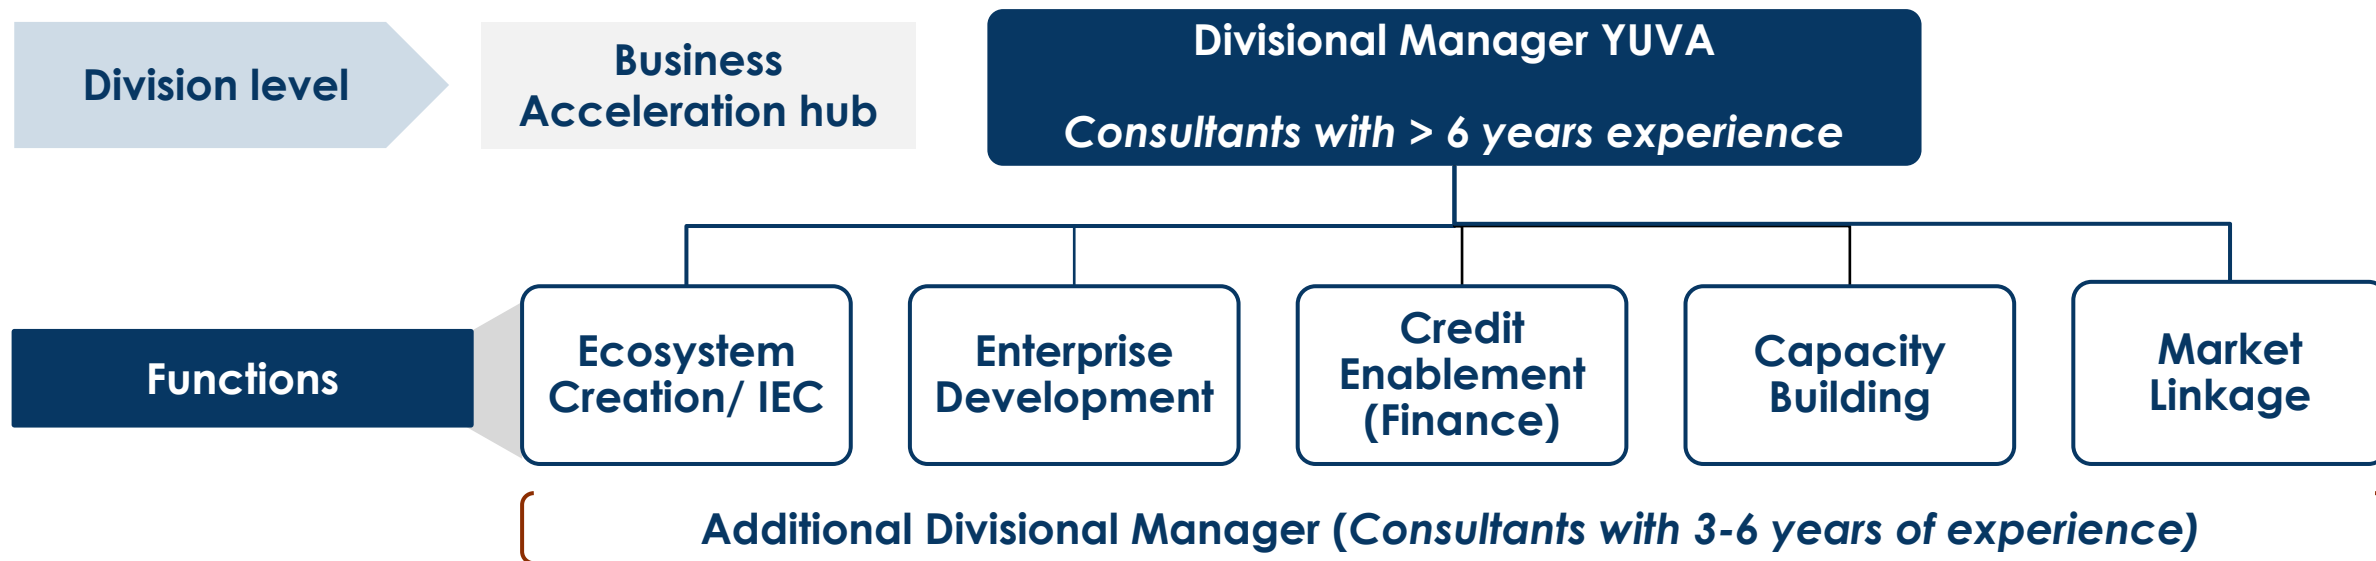 Division level
Business
Acceleration hub
Divisional Manager YUVA
Consultants with > 6 years experience
Functions
Ecosystem
Creation/ IEC
Enterprise
Development
Credit
Enablement
(Finance)
Capacity
Building
Market
Linkage
Additional Divisional Manager (Consultants with 3-6 years of experience)